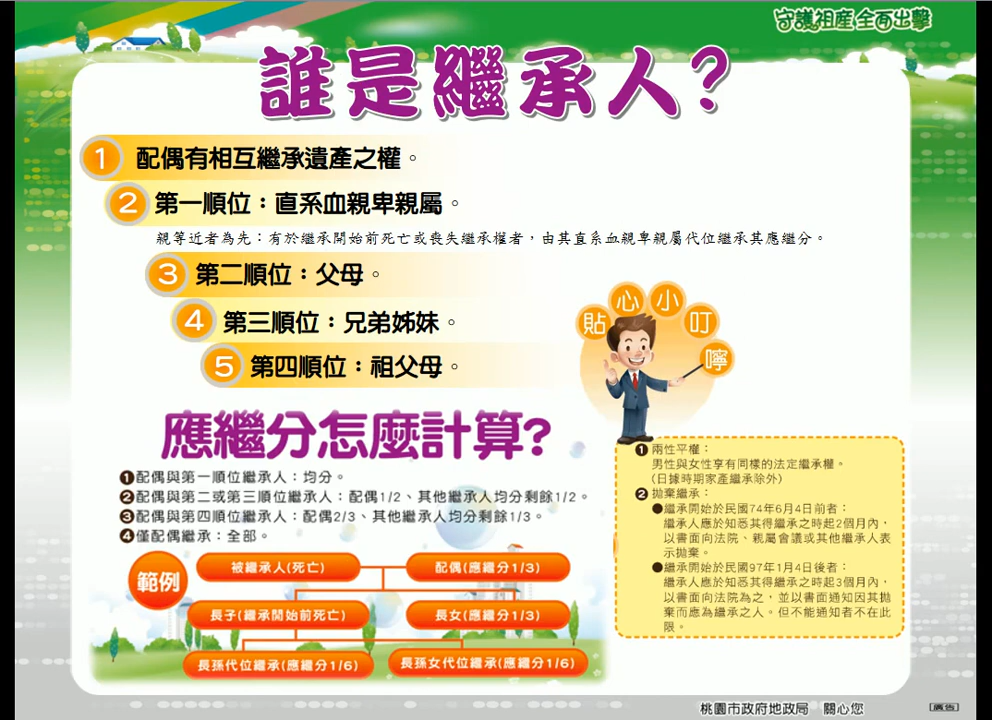 守護祖產 全面出擊
誰是繼承人?
1 配偶有相互繼承遺產之權。
2 第一順位：直系血親卑親屬。
親等近者為先：有於繼承開始前死亡或喪失繼承權者，由其直系血親卑親屬代位繼承其應繼分。
3 第二順位：父母。
4 第三順位：兄弟姊妹。
5 第四順位：祖父母。
貼心小叮嚀
應繼分怎麼計算?
❶配偶與第一順位繼承人：均分。
❷配偶與第二或第三順位繼承人：配偶1/2、其他繼承人均分剩餘1/2。
❸配偶與第四順位繼承人：配偶2/3、其他繼承人均分剩餘1/3。
❹僅配偶繼承：全部。
範例
被繼承人(死亡)
配偶(應繼分1/3)
長子(繼承開始前死亡)
長女(應繼分1/3)
長孫代位繼承(應繼分1/6)
長孫女代位繼承(應繼分1/6)
❶ 兩性平權：
男性與女性享有同樣的法定繼承權。
(日據時期家產繼承除外)
❷ 拋棄繼承：
●繼承開始於民國74年6月4日前者：
繼承人應於知悉其得繼承之時起2個月內，
以書面向法院、親屬會議或其他繼承人表
示拋棄。
●繼承開始於民國97年1月4日後者：
繼承人應於知悉其得繼承之時起3個月內，
以書面向法院為之，並以書面通知因其拋
棄而應為繼承之人。但不能通知者不在此
限。
桃園市政府地政局 關心您
[廣告]